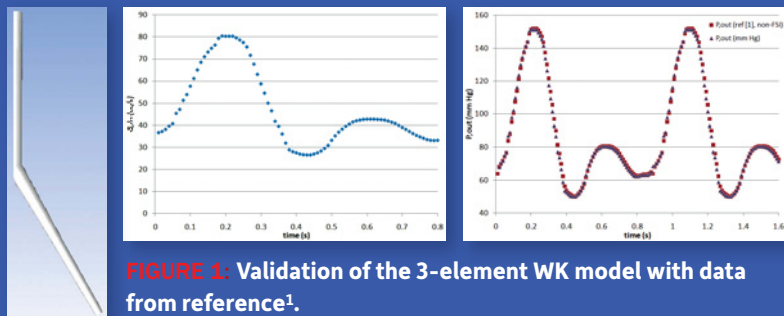 90
80
70
60
50
40
30
20
10
0
0 0.1 0.2 0.3 0.4 0.5 0.6 0.7 0.8
time (s)
P,out (mm Hg)
160
140
120
100
80
60
40
0 0.2 0.4 0.6 0.8 1 1.2 1.4 1.6
time (s)
P,out (ref [1], non-FSI)
P,out (mm Hg)
FIGURE 1: Validation of the 3-element WK model with data
from reference¹.